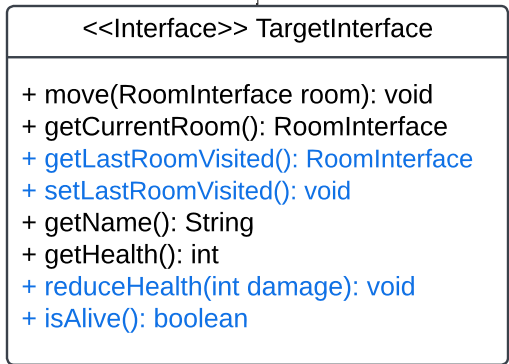 <<Interface>> TargetInterface
+ move(RoomInterface room): void
+ getCurrentRoom(): RoomInterface
+ getLastRoomVisited(): RoomInterface
+ setLastRoomVisited(): void
+ getName(): String
+ getHealth(): int
+ reduceHealth(int damage): void
+ isAlive(): boolean